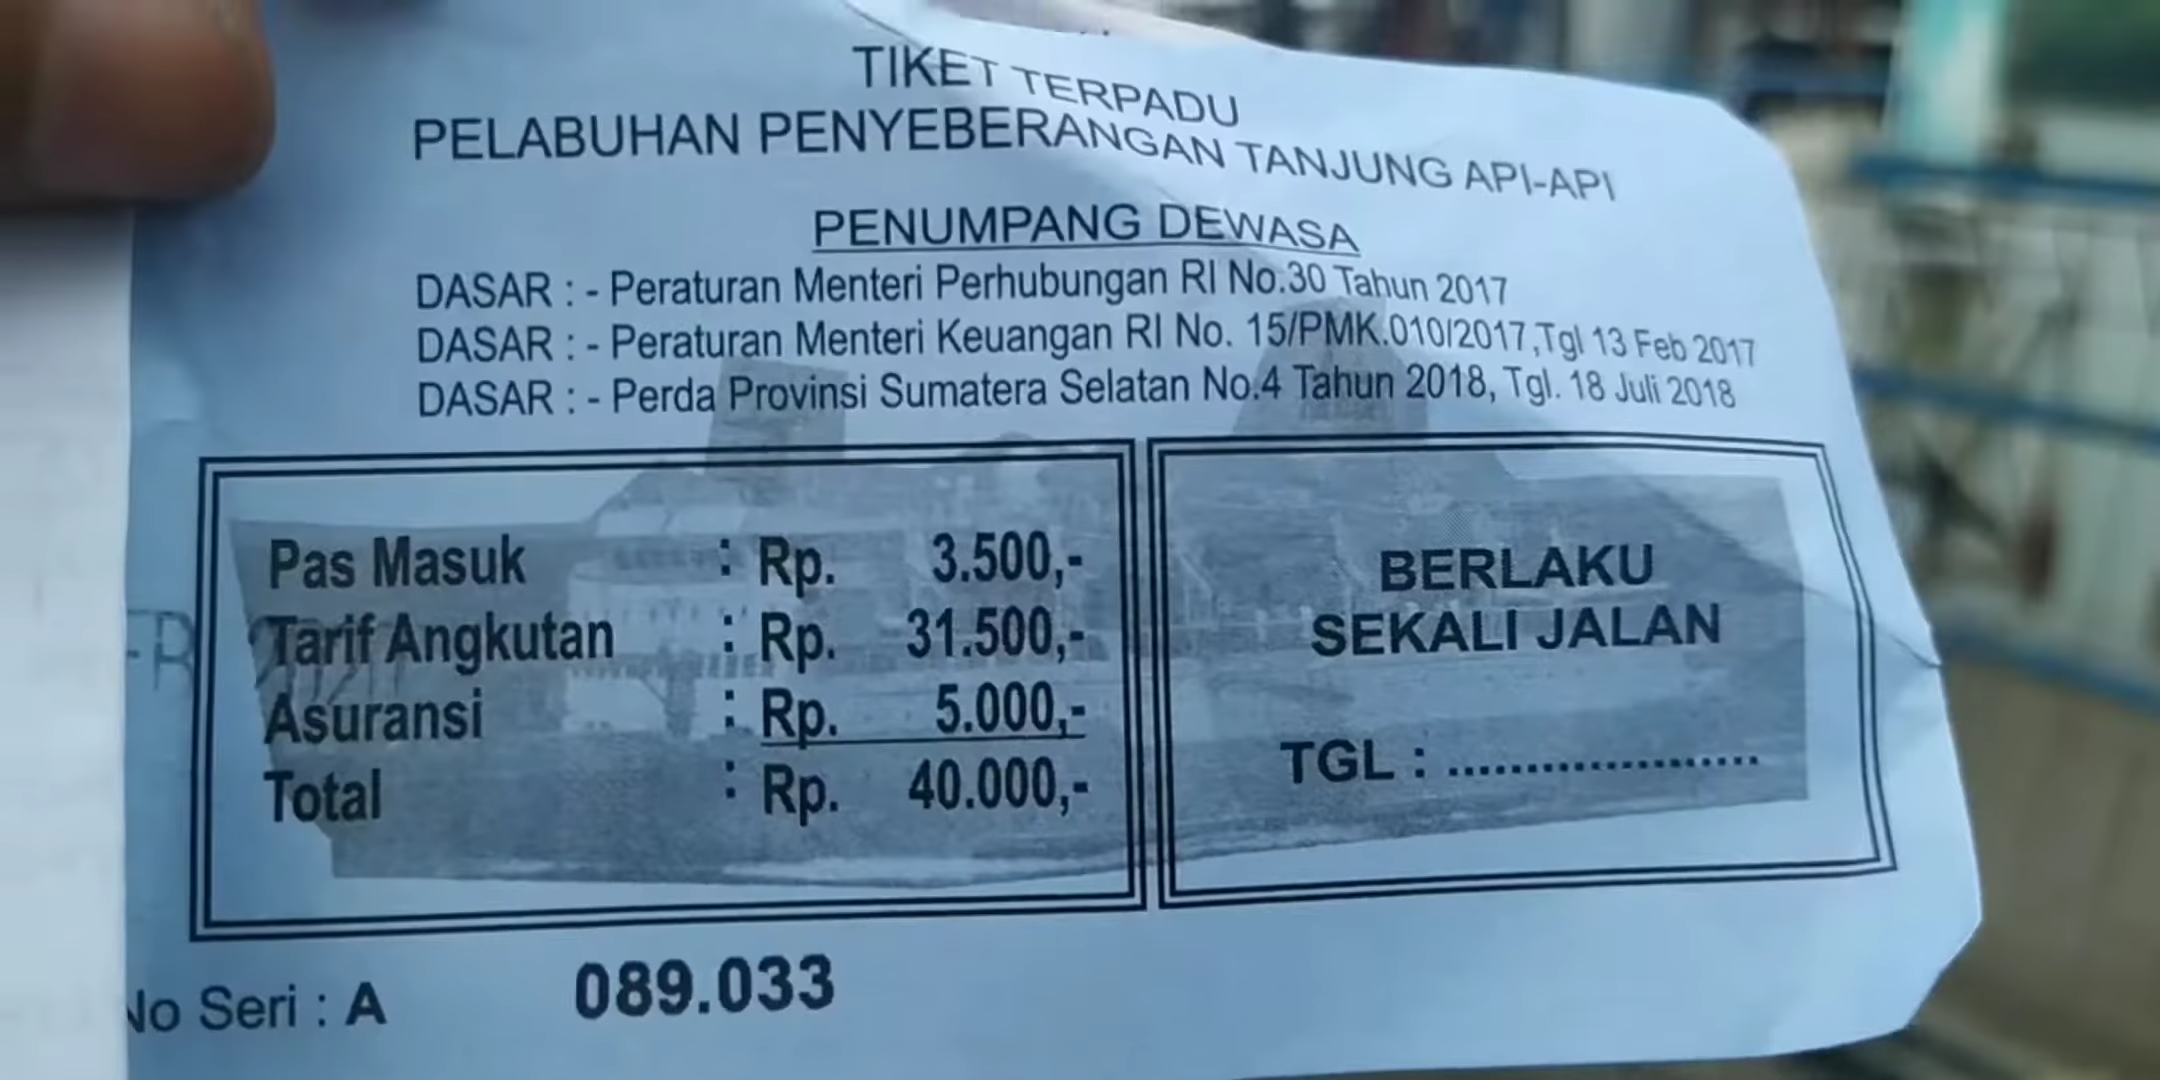 TIKET TERPADU
PELABUHAN PENYEBERANGAN TANJUNG API-API
PENUMPANG DEWASA
DASAR : - Peraturan Menteri Perhubungan RI No.30 Tahun 2017
DASAR : - Peraturan Menteri Keuangan RI No. 15/PMK.010/2017,Tgl 13 Feb 2017
DASAR : - Perda Provinsi Sumatera Selatan No.4 Tahun 2018, Tgl. 18 Juli 2018
Pas Masuk : Rp. 3.500,-
Tarif Angkutan : Rp. 31.500,-
Asuransi : Rp. 5.000,-
Total : Rp. 40.000,-
BERLAKU
SEKALI JALAN
TGL : ....................
No Seri : A 089.033